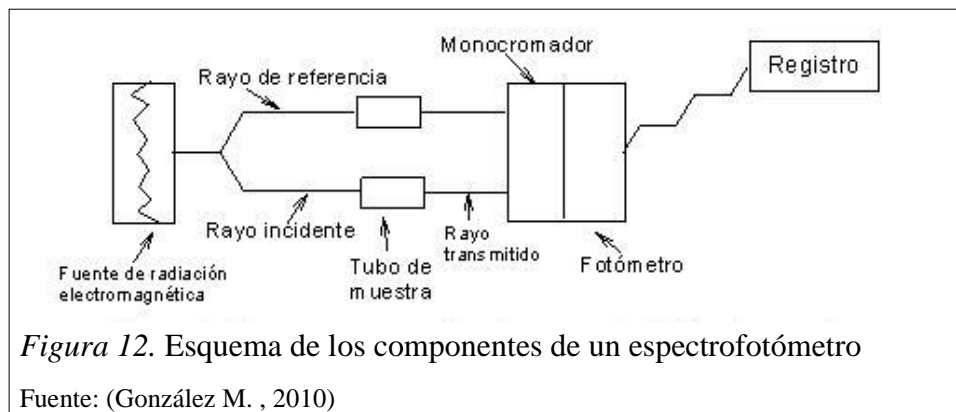 Monocromador
Registro
Rayo de referencia
Rayo incidente
Rayo
transmitido
Fotómetro
Tubo de
muestra
Fuente de radiación
electromagnética
Figura 12. Esquema de los componentes de un espectrofotómetro
Fuente: (González M. , 2010)